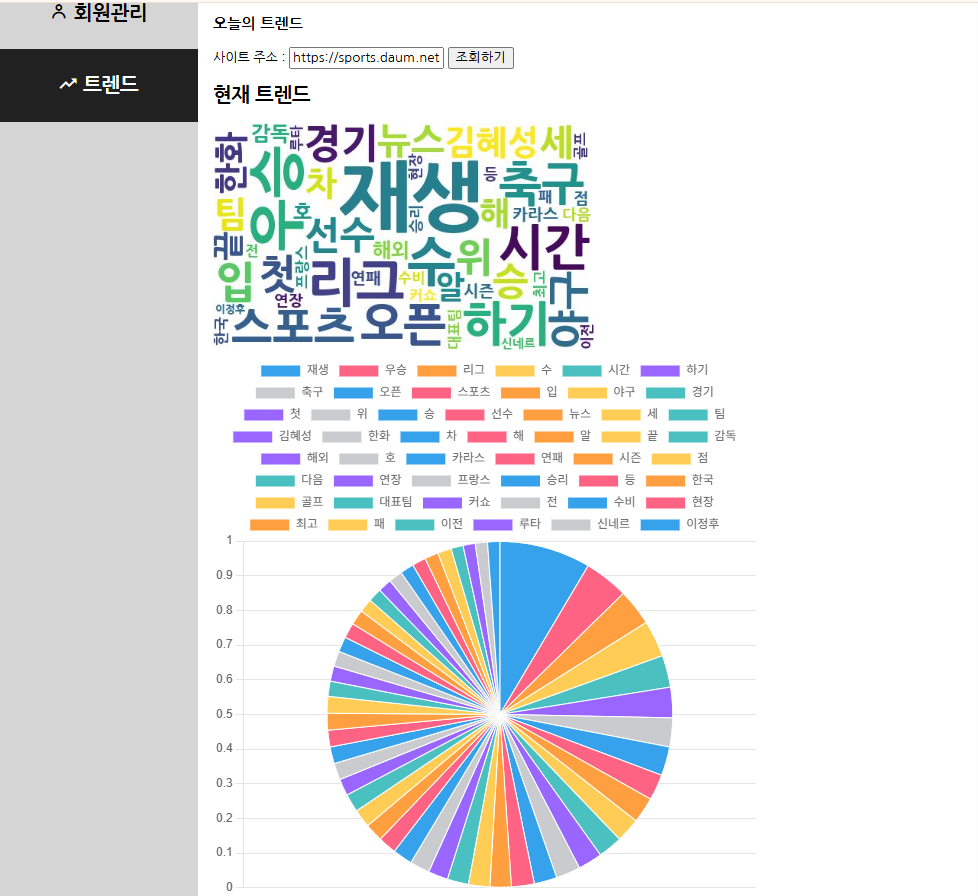 회원관리
트렌드
오늘의 트렌드
사이트 주소 : https://sports.daum.net 조회하기
현재 트렌드
한화 감독 루타 경기 뉴스 김혜성 세 골프
승 차 재생 현장 등 축구
팀 아 호 선수 승리 해 카라스 패 점 다음
끝 전 프랑스 해외 수 위 시간
입 첫 연장 리그 연패 수비 커쇼 알 시즌 승 최고 야구
이정후 한국 스포츠 오픈 대표팀 하기 신네르 이전
재생 우승 리그 수 시간 하기
축구 오픈 스포츠 입 야구 경기
첫 위 승 선수 뉴스 세 팀
김혜성 한화 차 해 알 끝 감독
해외 호 카라스 연패 시즌 점
다음 연장 프랑스 승리 등 한국
골프 대표팀 커쇼 전 수비 현장
최고 패 이전 루타 신네르 이정후
1
0.9
0.8
0.7
0.6
0.5
0.4
0.3
0.2
0.1
0